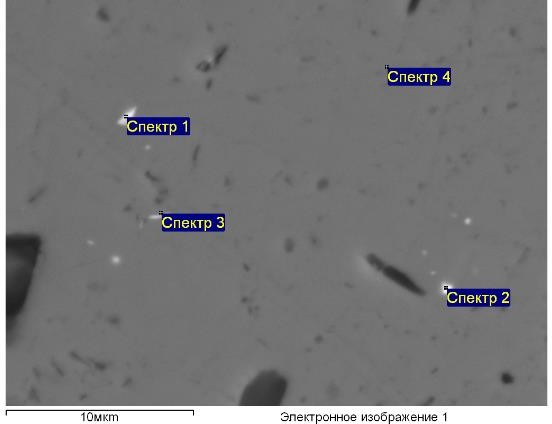 Спектр 4
Спектр 1
Спектр 3
Спектр 2
10мкm
Электронное изображение 1